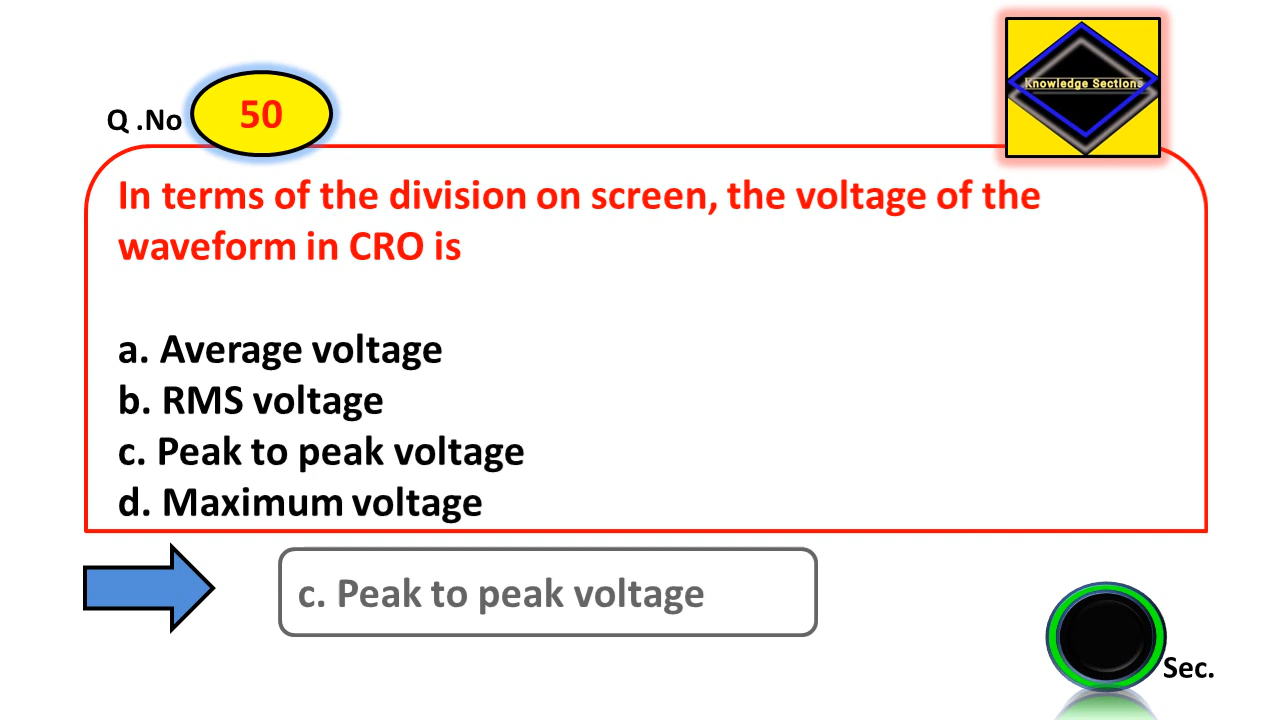 Knowledge Sections
Q .No 50
In terms of the division on screen, the voltage of the
waveform in CRO is
a. Average voltage
b. RMS voltage
c. Peak to peak voltage
d. Maximum voltage
c. Peak to peak voltage
Sec.